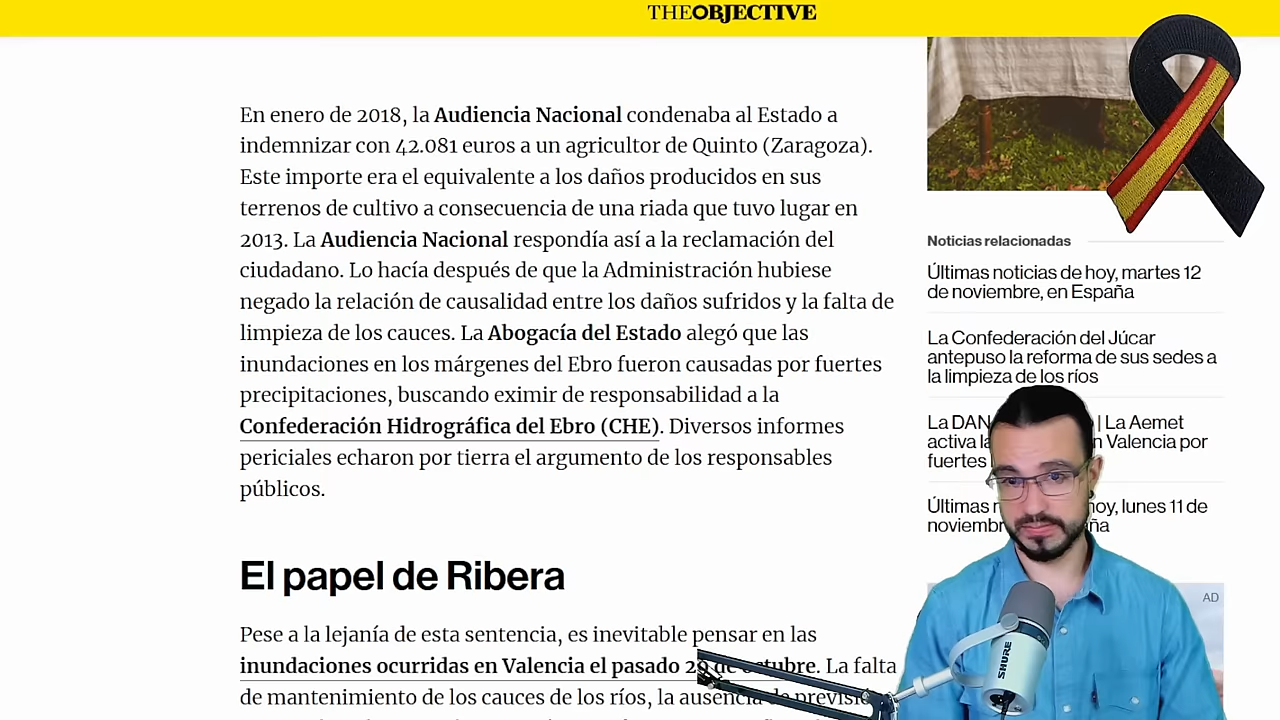 THEOBJECTIVE
En enero de 2018, la Audiencia Nacional condenaba al Estado a
indemnizar con 42.081 euros a un agricultor de Quinto (Zaragoza).
Este importe era el equivalente a los daños producidos en sus
terrenos de cultivo a consecuencia de una riada que tuvo lugar en
2013. La Audiencia Nacional respondía así a la reclamación del
ciudadano. Lo hacía después de que la Administración hubiese
negado la relación de causalidad entre los daños sufridos y la falta de
limpieza de los cauces. La Abogacía del Estado alegó que las
inundaciones en los márgenes del Ebro fueron causadas por fuertes
precipitaciones, buscando eximir de responsabilidad a la
Confederación Hidrográfica del Ebro (CHE). Diversos informes
periciales echaron por tierra el argumento de los responsables
públicos.
El papel de Ribera
Pese a la lejanía de esta sentencia, es inevitable pensar en las
inundaciones ocurridas en Valencia el pasado 29 de octubre. La falta
de mantenimiento de los cauces de los ríos, la ausencia de
Noticias relacionadas
Últimas noticias de hoy, martes 12
de noviembre, en España
La Confederación del Júcar
antepuso la reforma de sus sedes a
la limpieza de los ríos
La DAN | La Aemet
activa Valencia por
fuertes
Últimas hoy, lunes 11 de
AD
SHURE